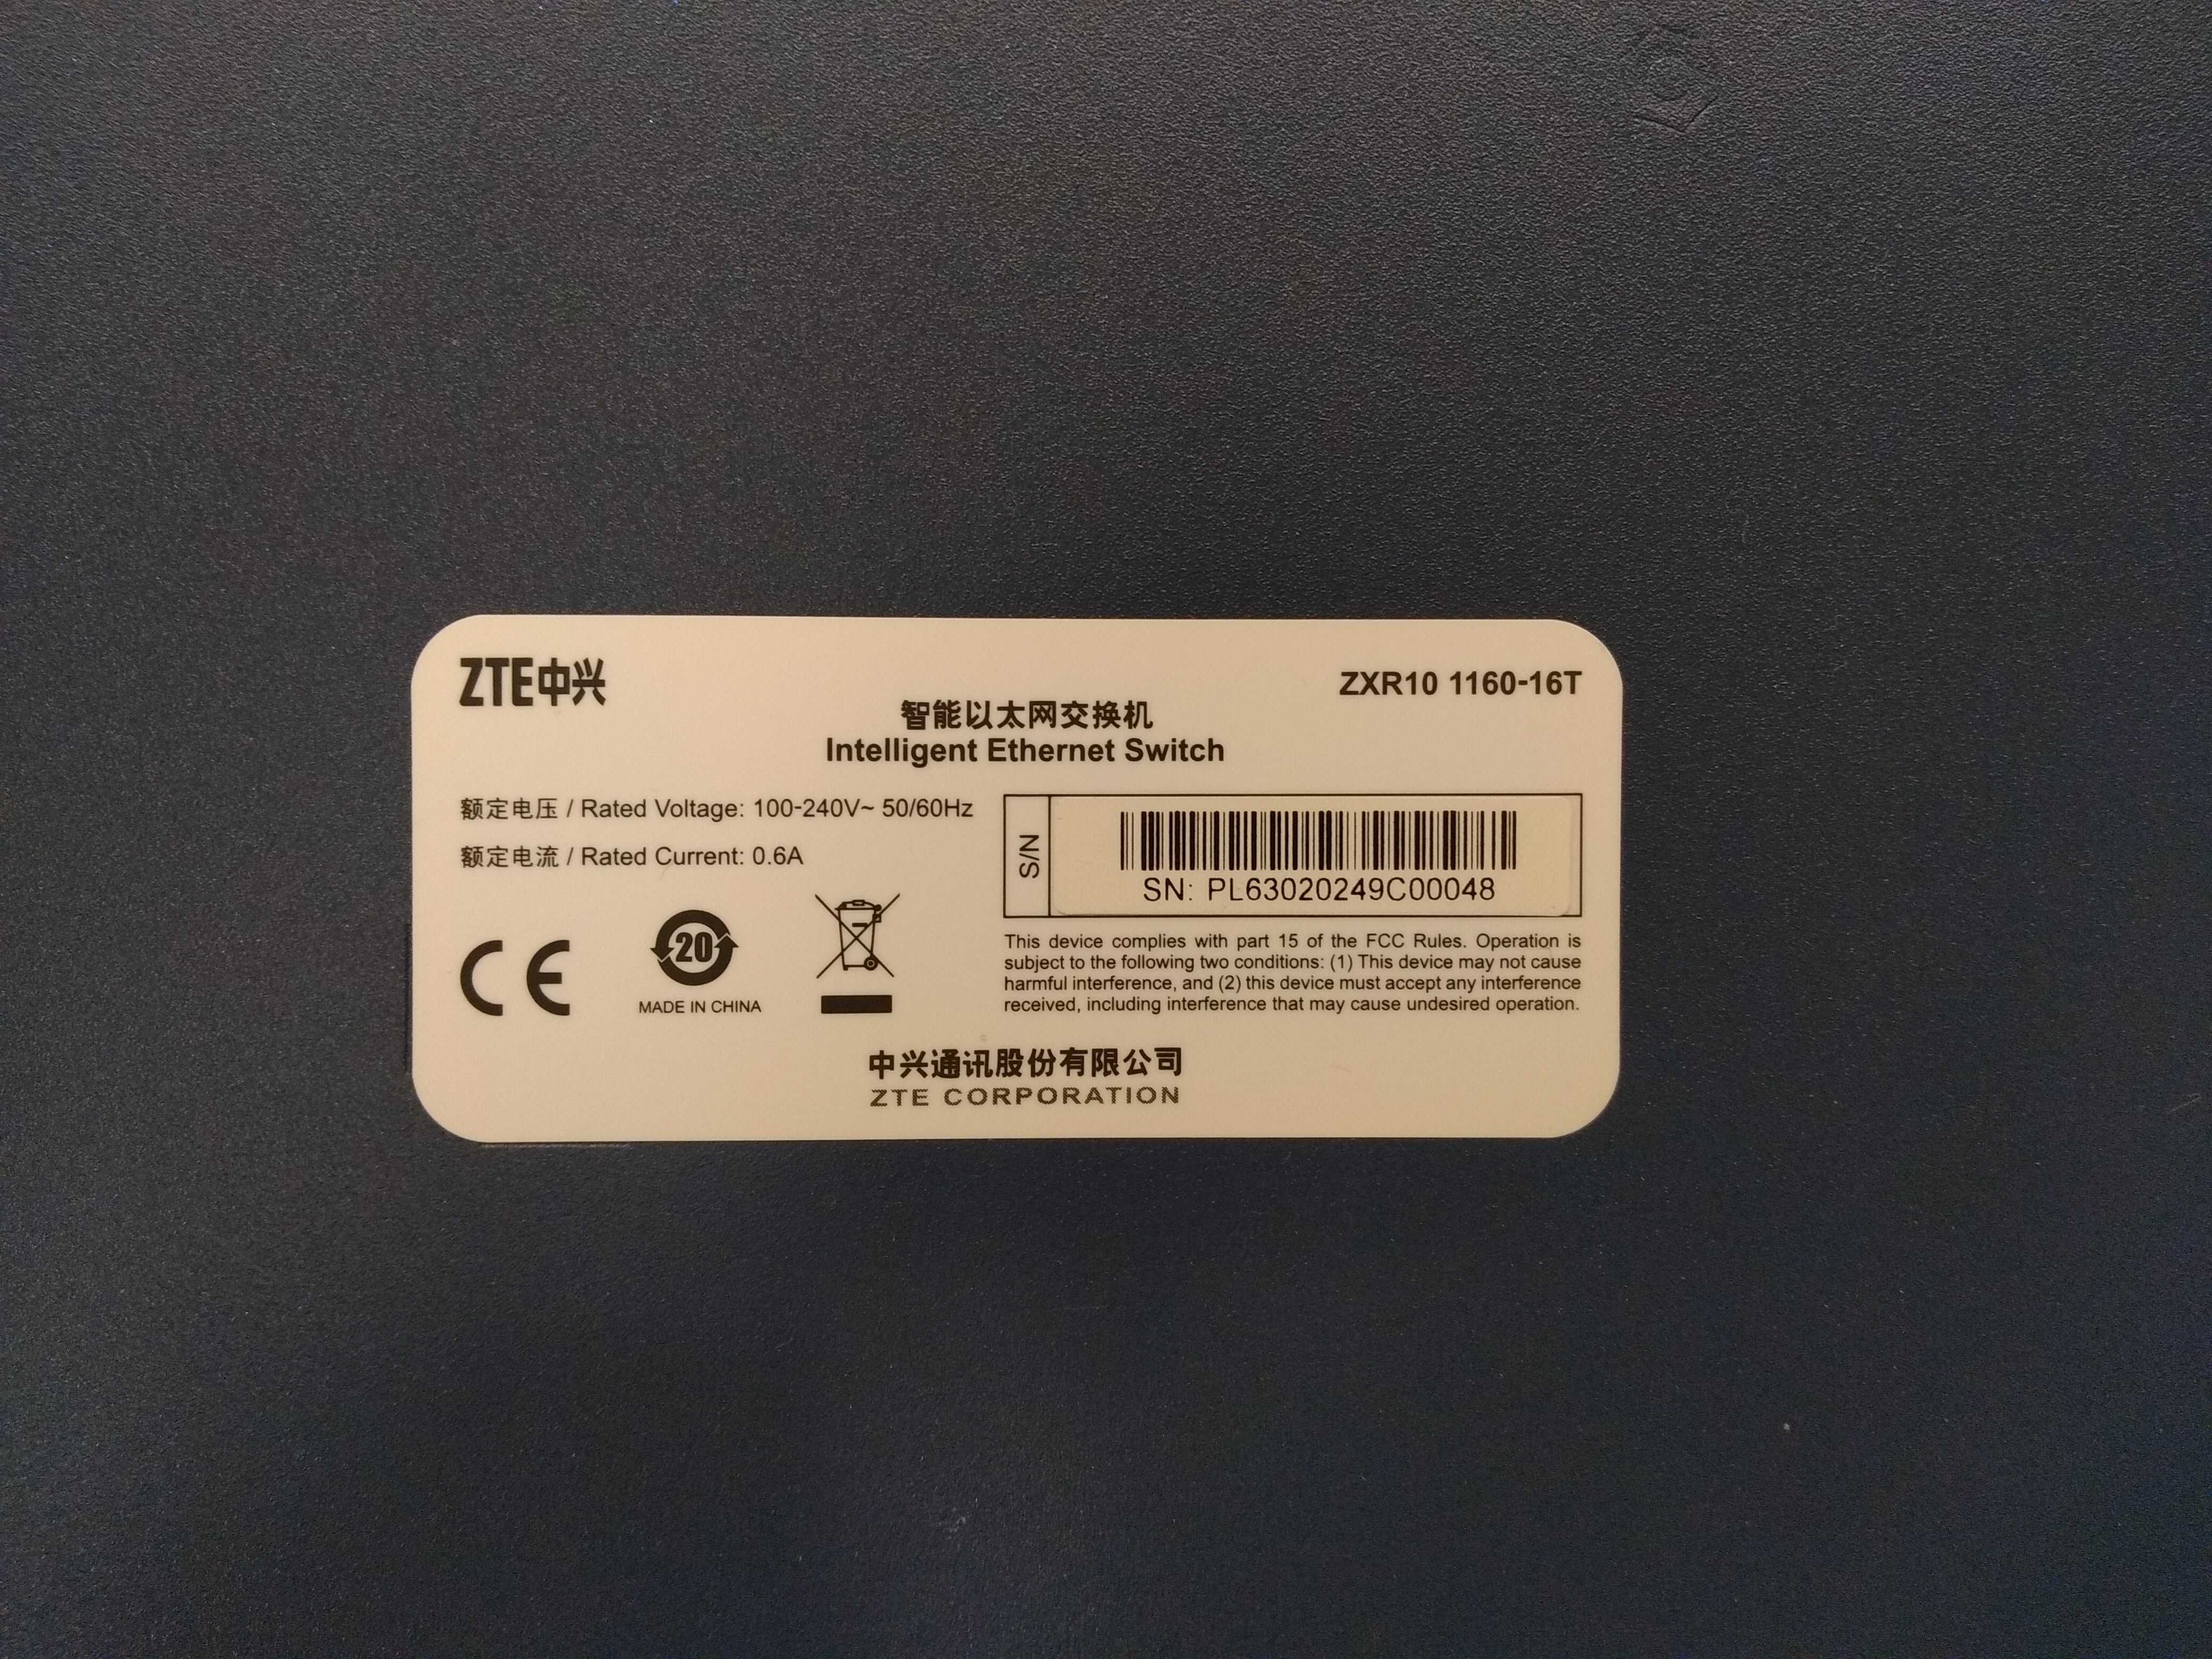 ZTE中兴
ZXR10 1160-16T
智能以太网交换机
Intelligent Ethernet Switch
额定电压 / Rated Voltage: 100-240V~ 50/60Hz
额定电流 / Rated Current: 0.6A
CE
20
MADE IN CHINA
S/N
SN: PL63020249C00048
This device complies with part 15 of the FCC Rules. Operation is
subject to the following two conditions: (1) This device may not cause
harmful interference, and (2) this device must accept any interference
received, including interference that may cause undesired operation.
中兴通讯股份有限公司
ZTE CORPORATION